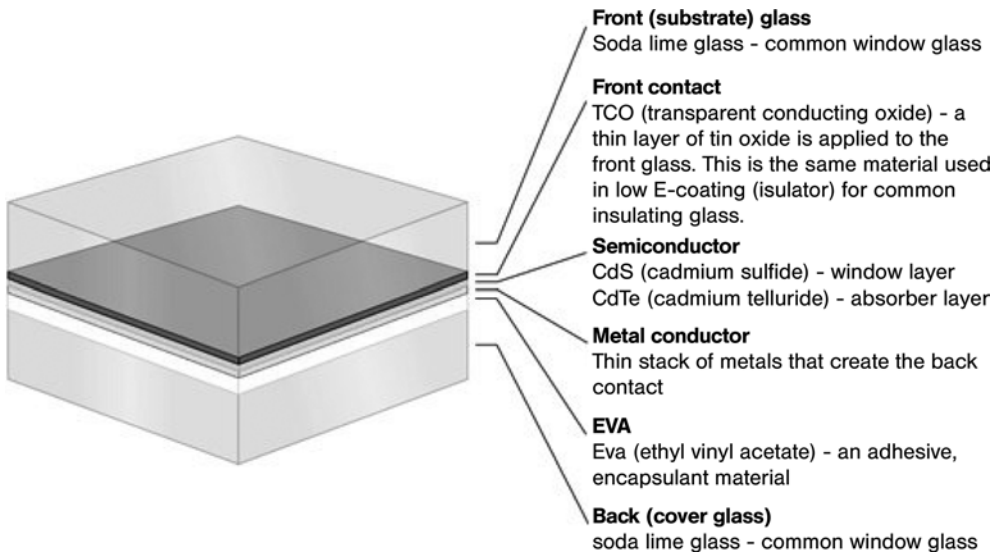 Front (substrate) glass
Soda lime glass - common window glass
Front contact
TCO (transparent conducting oxide) - a
thin layer of tin oxide is applied to the
front glass. This is the same material used
in low E-coating (isulator) for common
insulating glass.
Semiconductor
CdS (cadmium sulfide) - window layer
CdTe (cadmium telluride) - absorber layer
Metal conductor
Thin stack of metals that create the back
contact
EVA
Eva (ethyl vinyl acetate) - an adhesive,
encapsulant material
Back (cover glass)
soda lime glass - common window glass